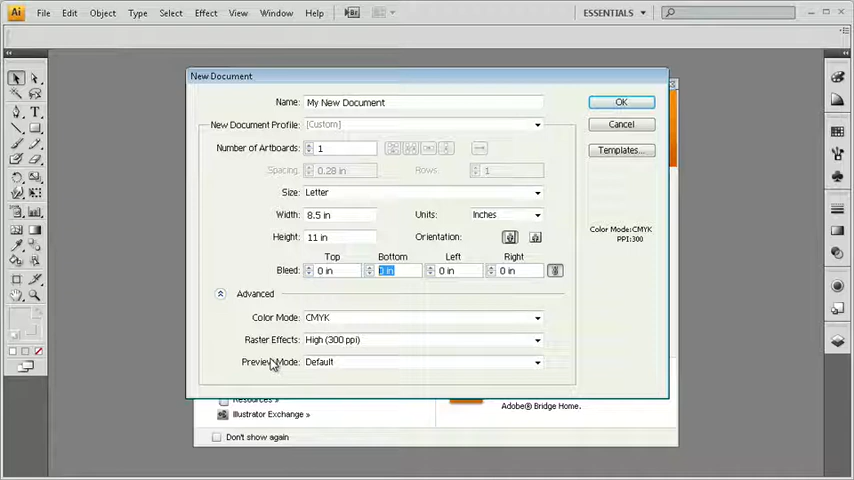 Ai File Edit Object Type Select Effect View Window Help Br ESSENTIALS
New Document
Name: My New Document OK
New Document Profile: [Custom] Cancel
Number of Artboards: 1 Templates...
Spacing: 0.28 in Rows: 1
Size: Letter
Width: 8.5 in Units: Inches
Height: 11 in Orientation:
Color Mode:CMYK
PPI:300
Top Bottom Left Right
Bleed: 0 in 0 in 0 in 0 in
Advanced
Color Mode: CMYK
Raster Effects: High (300 ppi)
Preview Mode: Default
Resources »
Adobe® Bridge Home.
Illustrator Exchange »
Don't show again